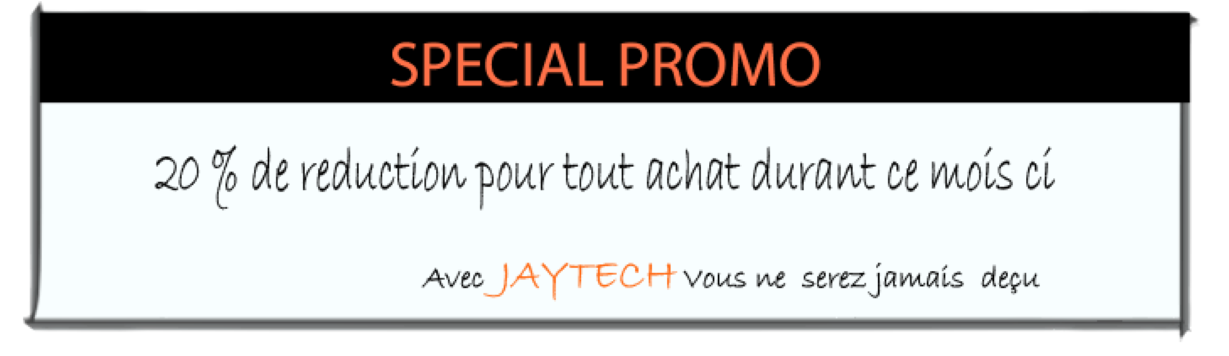 SPECIAL PROMO
20 % de reduction pour tout achat durant ce mois ci
Avec JAYTECH Vous ne serez jamais deçu